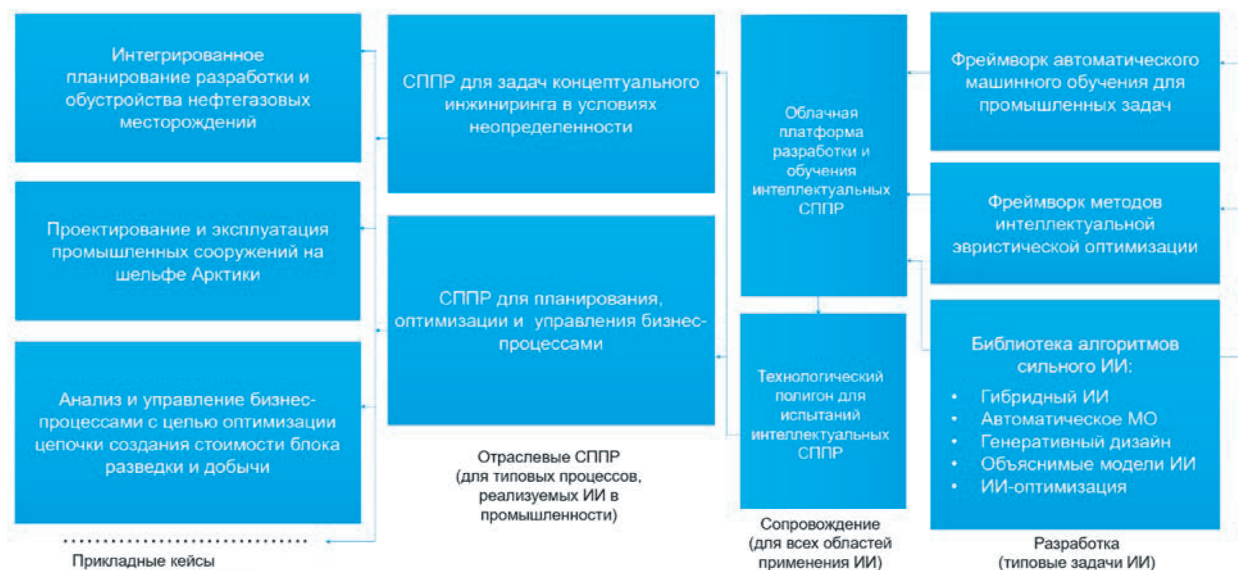 Интегрированное
планирование разработки и
обустройства нефтегазовых
месторождений
Проектирование и эксплуатация
промышленных сооружений на
шельфе Арктики
Анализ и управление бизнес-
процессами с целью оптимизации
цепочки создания стоимости блока
разведки и добычи
Прикладные кейсы
СППР для задач концептуального
инжиниринга в условиях
неопределенности
СППР для планирования,
оптимизации и управления бизнес-
процессами
Отраслевые СППР
(для типовых процессов,
реализуемых ИИ в
промышленности)
Облачная
платформа
разработки и
обучения
интеллектуальных
СППР
Технологический
полигон для
испытаний
интеллектуальных
СППР
Сопровождение
(для всех областей
применения ИИ)
Фреймворк автоматического
машинного обучения для
промышленных задач
Фреймворк методов
интеллектуальной
эвристической оптимизации
Библиотека алгоритмов
сильного ИИ:
• Гибридный ИИ
• Автоматическое МО
• Генеративный дизайн
• Объяснимые модели ИИ
• ИИ-оптимизация
Разработка
(типовые задачи ИИ)